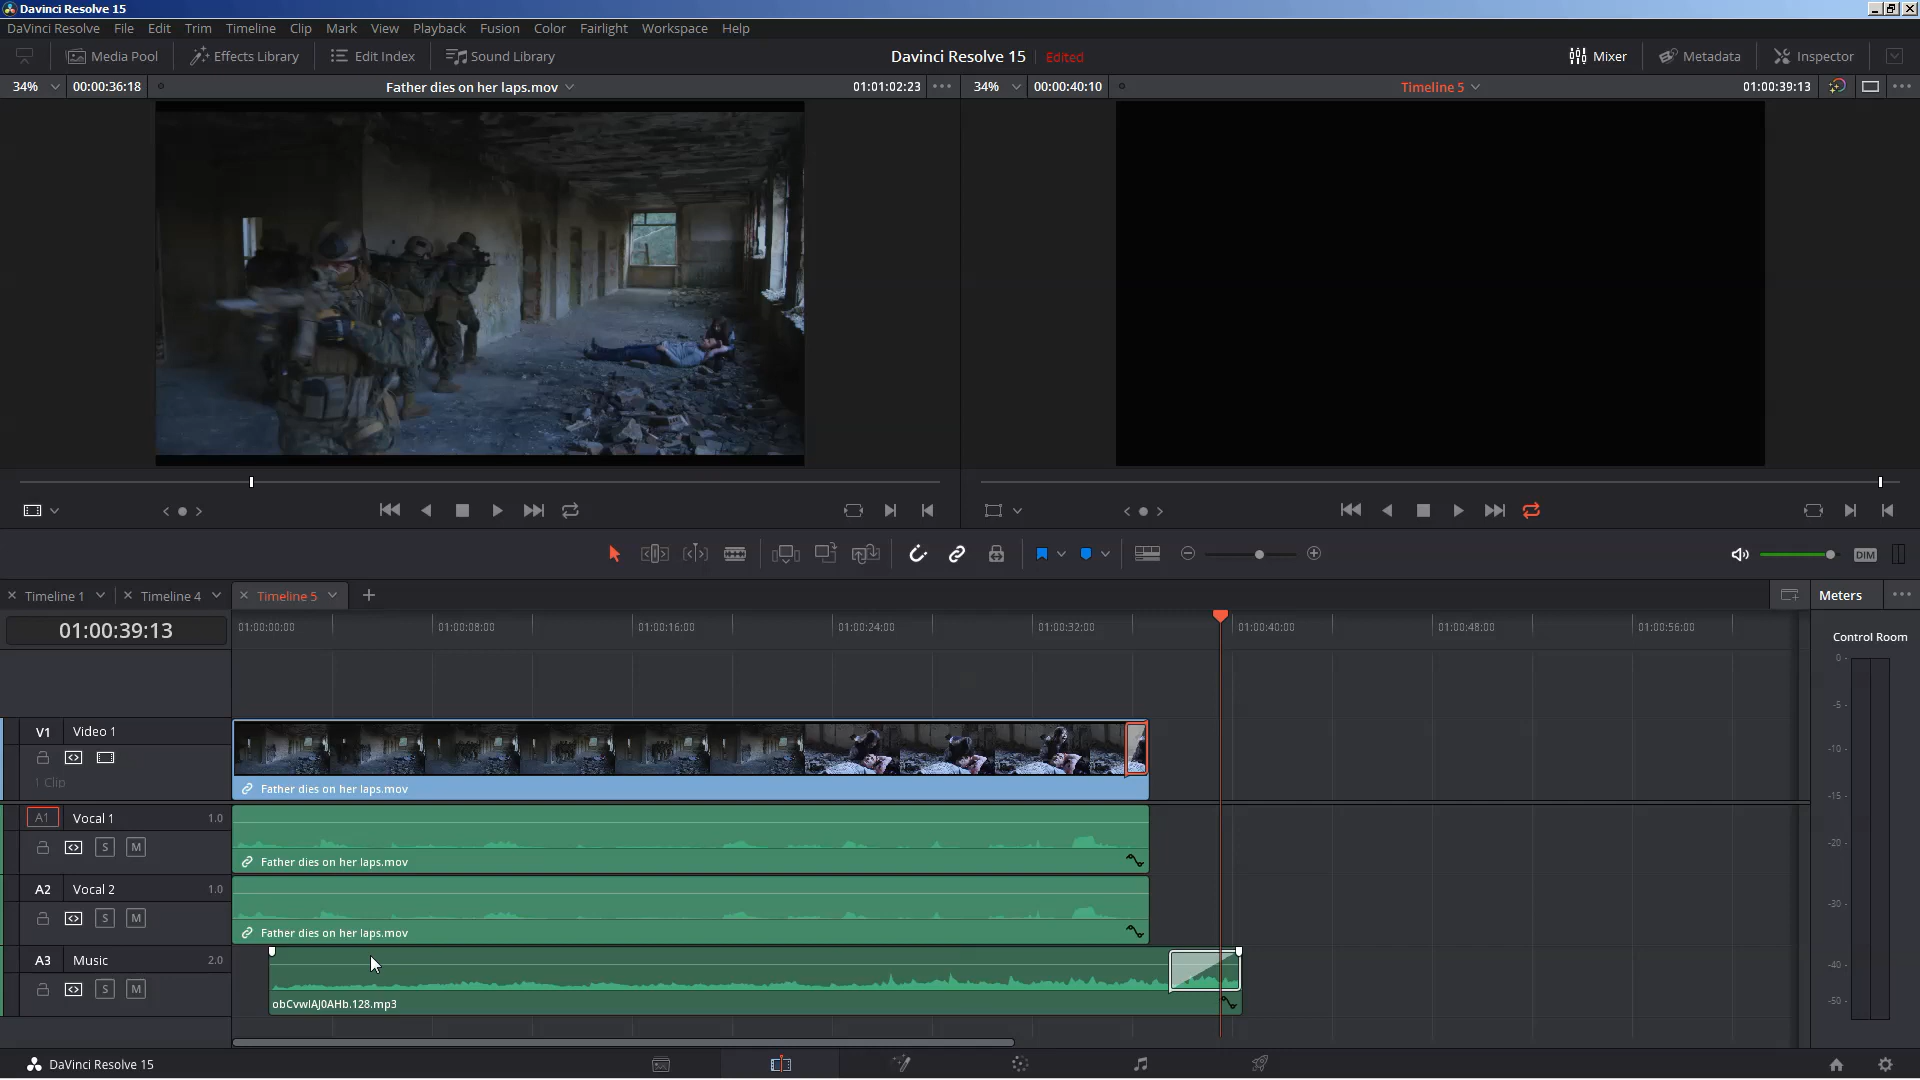 DaVinci Resolve 15
DaVinci Resolve File Edit Trim Timeline Clip Mark View Playback Fusion Color Fairlight Workspace Help
Media Pool Effects Library Edit Index Sound Library Davinci Resolve 15 Edited Mixer Metadata Inspector
34% 00:00:36:18 Father dies on her laps.mov 01:01:02:23 34% 00:00:40:10 Timeline 5 01:00:39:13
DIM
Timeline 1 Timeline 4 Timeline 5 Meters
01:00:39:13 01:00:00:00 01:00:08:00 01:00:16:00 01:00:24:00 01:00:32:00 01:00:40:00 01:00:48:00 01:00:56:00
Control Room
0
-5
-10
-15
-20
-30
-40
-50
V1 Video 1
1 Clip
Father dies on her laps.mov
A1 Vocal 1 1.0
S M
Father dies on her laps.mov
A2 Vocal 2 1.0
S M
Father dies on her laps.mov
A3 Music 2.0
S M
obCvwlAJ0AHb.128.mp3
DaVinci Resolve 15